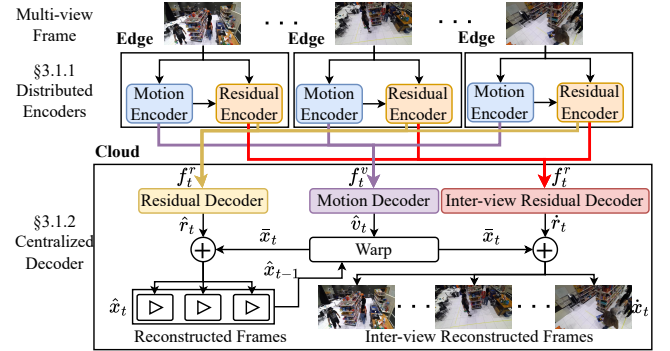 Multi-view
Frame
. . .
. . .
Edge
Edge
Edge
§3.1.1
Distributed
Encoders
Motion
Encoder
Residual
Encoder
Motion
Encoder
Residual
Encoder
Motion
Encoder
Residual
Encoder
Cloud
f_t^r
f_t^v
f_t^r
Residual Decoder
Motion Decoder
Inter-view Residual Decoder
§3.1.2
Centralized
Decoder
r̂_t
v̂_t
ṙ_t
x̄_t
Warp
x̄_t
x̂_{t−1}
x̂_t
. . .
. . .
ẋ_t
Reconstructed Frames
Inter-view Reconstructed Frames